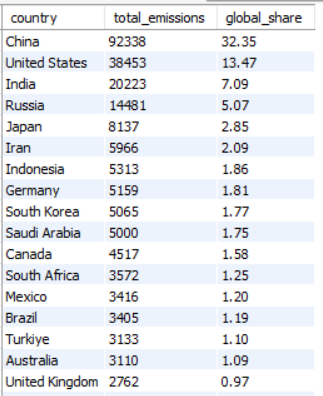 country total_emissions global_share
China 92338 32.35
United States 38453 13.47
India 20223 7.09
Russia 14481 5.07
Japan 8137 2.85
Iran 5966 2.09
Indonesia 5313 1.86
Germany 5159 1.81
South Korea 5065 1.77
Saudi Arabia 5000 1.75
Canada 4517 1.58
South Africa 3572 1.25
Mexico 3416 1.20
Brazil 3405 1.19
Turkiye 3133 1.10
Australia 3110 1.09
United Kingdom 2762 0.97